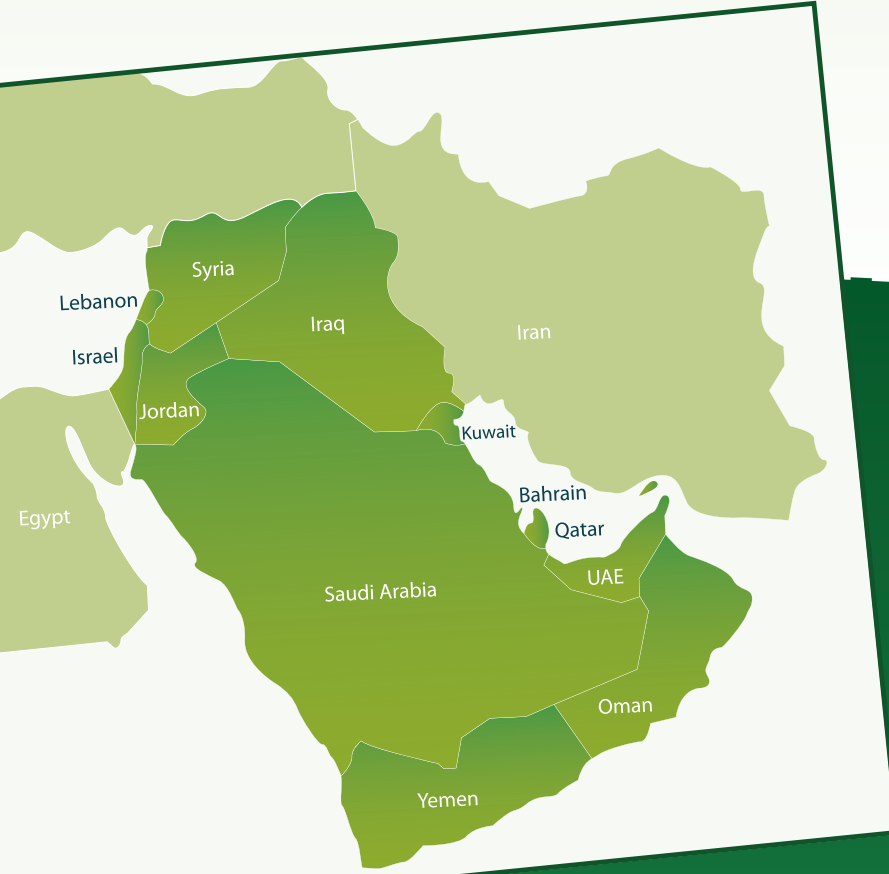 Syria
Lebanon
Iraq
Iran
Israel
Jordan
Kuwait
Bahrain
Egypt
Qatar
UAE
Saudi Arabia
Oman
Yemen